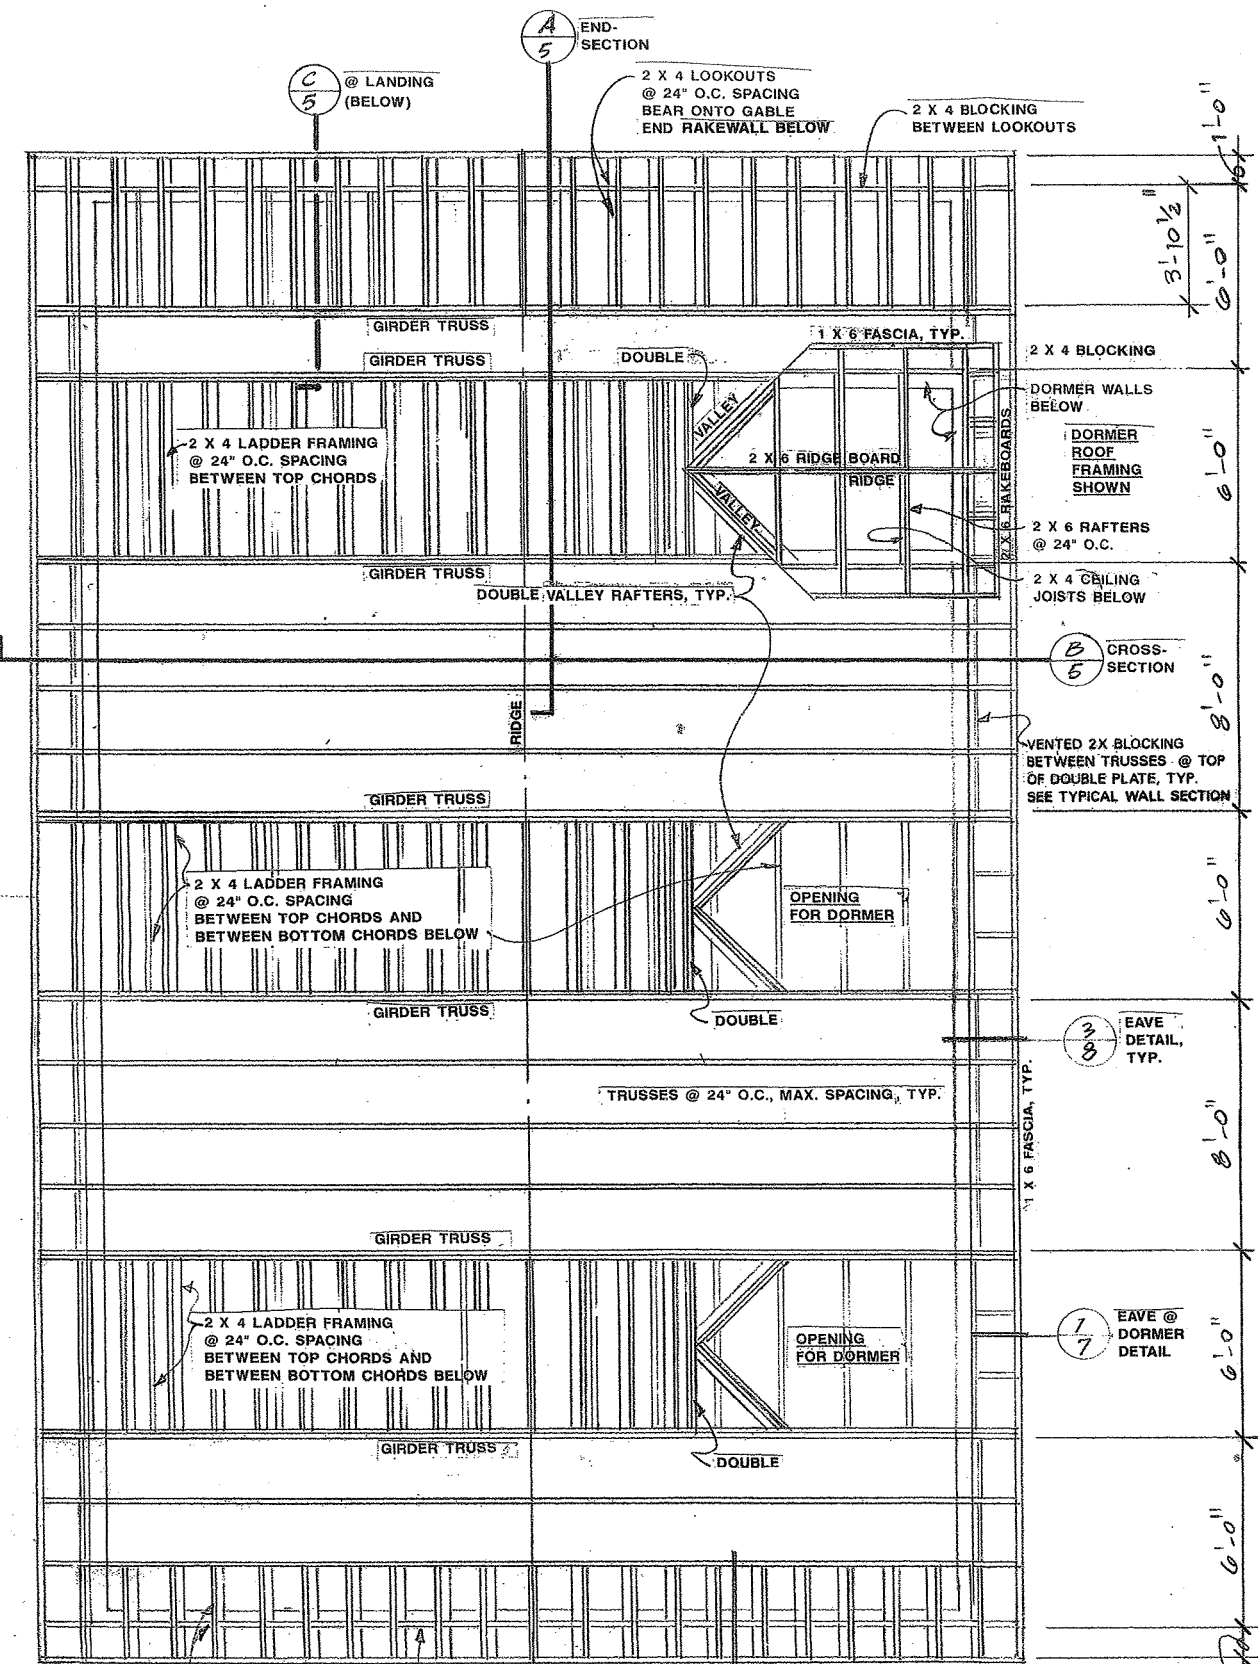 A
5
END-
SECTION
C
5
@ LANDING
(BELOW)
2 X 4 LOOKOUTS
@ 24" O.C. SPACING
BEAR ONTO GABLE
END RAKEWALL BELOW
2 X 4 BLOCKING
BETWEEN LOOKOUTS
1'-0"
3'-10 1/2"
6'-0"
GIRDER TRUSS
GIRDER TRUSS
DOUBLE
1 X 6 FASCIA, TYP.
2 X 4 BLOCKING
DORMER WALLS
BELOW
VALLEY
2 X 4 LADDER FRAMING
@ 24" O.C. SPACING
BETWEEN TOP CHORDS
2 X 6 RIDGE BOARD
RIDGE
VALLEY
2 X 6 RAKEBOARDS
DORMER
ROOF
FRAMING
SHOWN
6'-0"
2 X 6 RAFTERS
@ 24" O.C.
GIRDER TRUSS
DOUBLE VALLEY RAFTERS, TYP.
2 X 4 CEILING
JOISTS BELOW
B
5
CROSS-
SECTION
RIDGE
8'-0"
VENTED 2X BLOCKING
BETWEEN TRUSSES @ TOP
OF DOUBLE PLATE, TYP.
SEE TYPICAL WALL SECTION
GIRDER TRUSS
2 X 4 LADDER FRAMING
@ 24" O.C. SPACING
BETWEEN TOP CHORDS AND
BETWEEN BOTTOM CHORDS BELOW
OPENING
FOR DORMER
6'-0"
GIRDER TRUSS
DOUBLE
3
8
EAVE
DETAIL,
TYP.
TRUSSES @ 24" O.C., MAX. SPACING, TYP.
1 X 6 FASCIA, TYP.
8'-0"
GIRDER TRUSS
2 X 4 LADDER FRAMING
@ 24" O.C. SPACING
BETWEEN TOP CHORDS AND
BETWEEN BOTTOM CHORDS BELOW
OPENING
FOR DORMER
1
7
EAVE @
DORMER
DETAIL
6'-0"
GIRDER TRUSS
DOUBLE
6'-0"